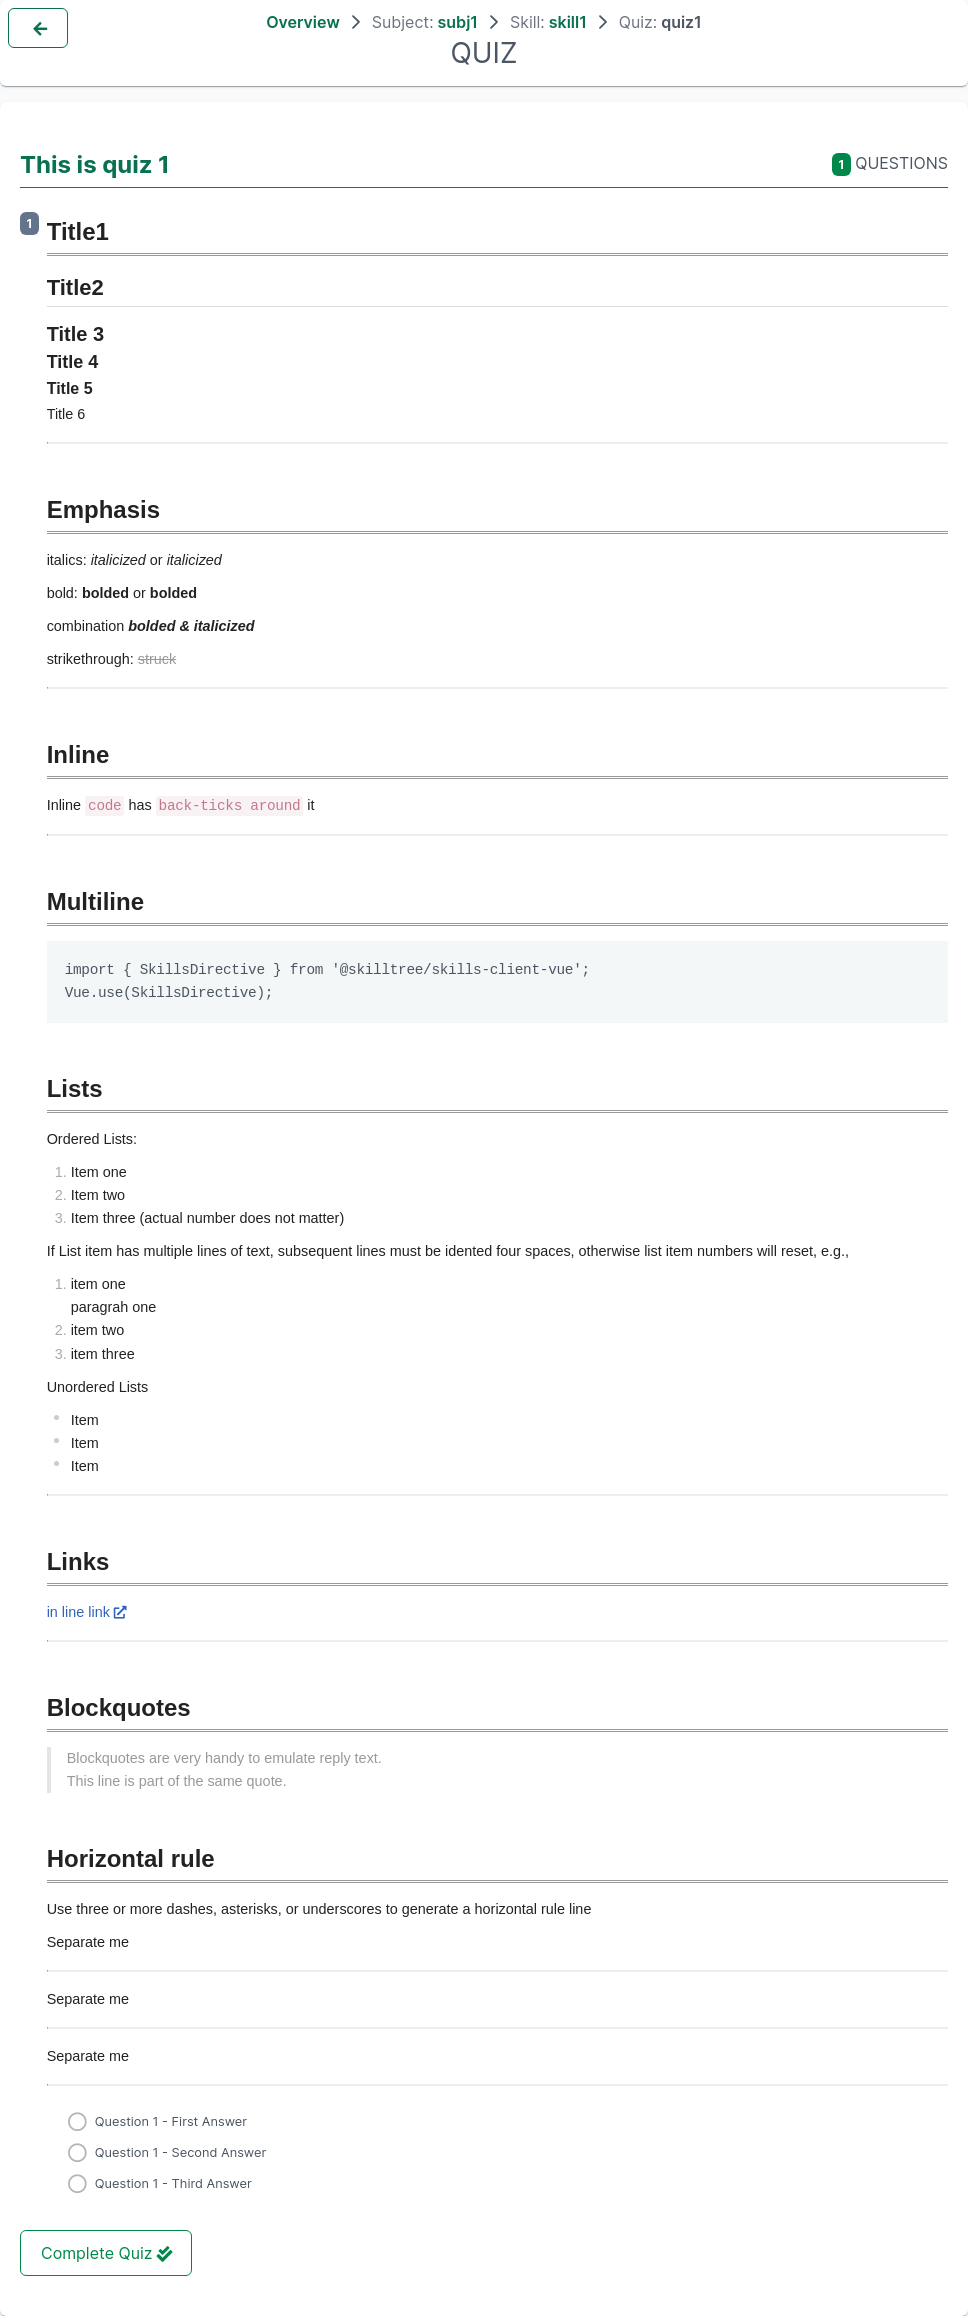 Overview > Subject: subj1 > Skill: skill1 > Quiz: quiz1
QUIZ
This is quiz 1
1 QUESTIONS
1
Title1
Title2
Title 3
Title 4
Title 5
Title 6
Emphasis
italics: italicized or italicized
bold: bolded or bolded
combination bolded & italicized
strikethrough: struck
Inline
Inline code has back-ticks around it
Multiline
import { SkillsDirective } from '@skilltree/skills-client-vue';
Vue.use(SkillsDirective);
Lists
Ordered Lists:
1. Item one
2. Item two
3. Item three (actual number does not matter)
If List item has multiple lines of text, subsequent lines must be idented four spaces, otherwise list item numbers will reset, e.g.,
1. item one
paragrah one
2. item two
3. item three
Unordered Lists
• Item
• Item
• Item
Links
in line link
Blockquotes
Blockquotes are very handy to emulate reply text.
This line is part of the same quote.
Horizontal rule
Use three or more dashes, asterisks, or underscores to generate a horizontal rule line
Separate me
Separate me
Separate me
Question 1 - First Answer
Question 1 - Second Answer
Question 1 - Third Answer
Complete Quiz